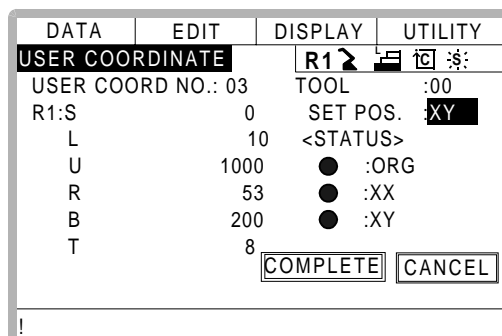 DATA EDIT DISPLAY UTILITY
USER COORDINATE R1 C S
USER COORD NO.: 03 TOOL :00
R1:S 0 SET POS. :XY
L 10 <STATUS>
U 1000 ● :ORG
R 53 ● :XX
B 200 ● :XY
T 8
COMPLETE CANCEL
!